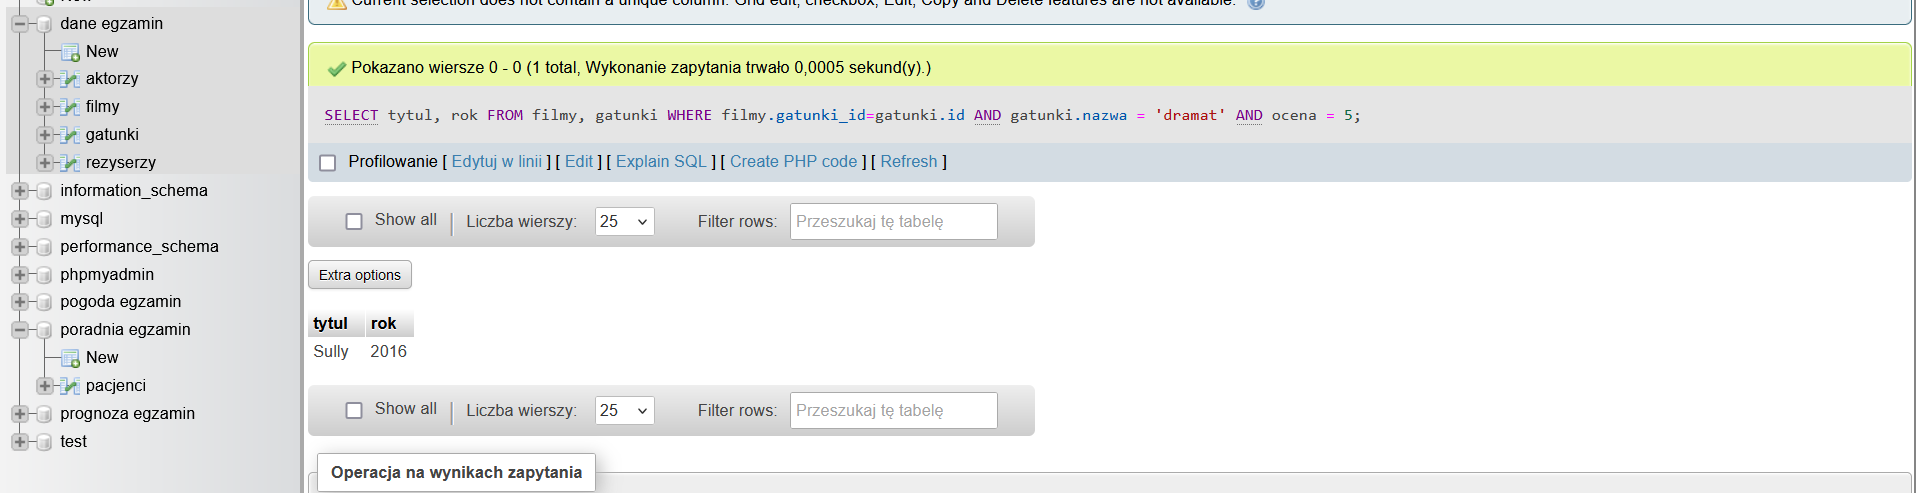 Current selection does not contain a unique column. Grid edit, checkbox, Edit, Copy and Delete features are not available.
dane egzamin
New
aktorzy
filmy
gatunki
rezyserzy
information_schema
mysql
performance_schema
phpmyadmin
pogoda egzamin
poradnia egzamin
New
pacjenci
prognoza egzamin
test
Pokazano wiersze 0 - 0 (1 total, Wykonanie zapytania trwało 0,0005 sekund(y).)
SELECT tytul, rok FROM filmy, gatunki WHERE filmy.gatunki_id=gatunki.id AND gatunki.nazwa = 'dramat' AND ocena = 5;
Profilowanie [ Edytuj w linii ] [ Edit ] [ Explain SQL ] [ Create PHP code ] [ Refresh ]
Show all | Liczba wierszy: 25 Filter rows: Przeszukaj tę tabelę
Extra options
tytul rok
Sully 2016
Show all | Liczba wierszy: 25 Filter rows: Przeszukaj tę tabelę
Operacja na wynikach zapytania